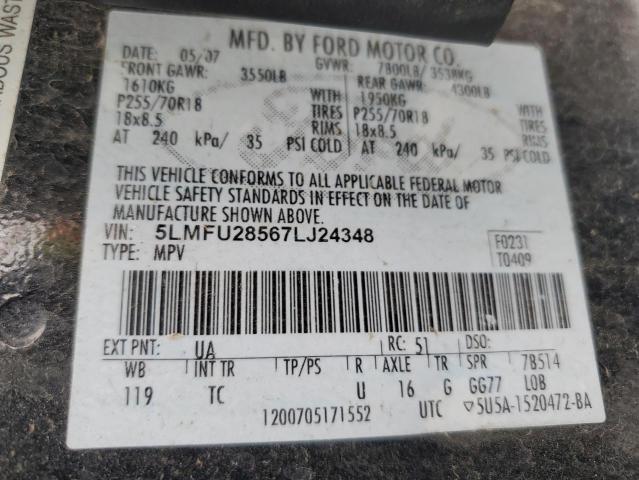 MFD. BY FORD MOTOR CO.
DATE: 05/07 GVWR: 7800LB/ 3538KG
FRONT GAWR: 3550LB REAR GAWR: 4300LB
1610KG WITH 1950KG WITH
P255/70R18 TIRES P255/70R18 TIRES
18x8.5 RIMS 18x8.5 RIMS
AT 240 kPa/ 35 PSI COLD AT 240 kPa/ 35 PSI COLD
THIS VEHICLE CONFORMS TO ALL APPLICABLE FEDERAL MOTOR
VEHICLE SAFETY STANDARDS IN EFFECT ON THE DATE OF
MANUFACTURE SHOWN ABOVE.
VIN: 5LMFU28567LJ24348
TYPE: MPV
F0231
T0409
EXT PNT: UA RC: 51 DSO:
WB INT TR TP/PS R AXLE TR SPR 7B514
119 TC U 16 G GG77 LOB
1200705171552 UTC ▽5U5A-1520472-BA